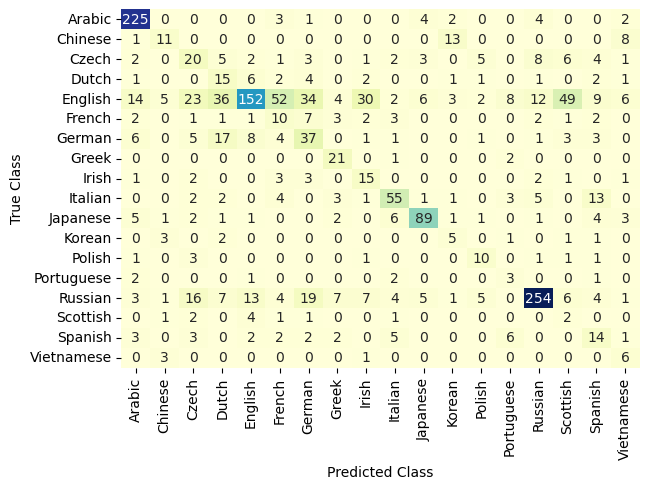 Arabic 225 0 0 0 0 3 1 0 0 0 4 2 0 0 4 0 0 2
Chinese 1 11 0 0 0 0 0 0 0 0 0 13 0 0 0 0 0 8
Czech 2 0 20 5 2 1 3 0 1 2 3 0 5 0 8 6 4 1
Dutch 1 0 0 15 6 2 4 0 2 0 1 1 0 0 1 0 2 1
English 14 5 23 36 152 52 34 4 30 2 6 3 2 8 12 49 9 6
French 2 0 1 1 1 10 7 3 2 3 0 0 0 0 2 1 2 0
German 6 0 5 17 8 4 37 0 1 1 0 0 1 0 1 3 3 0
Greek 0 0 0 0 0 0 0 21 0 1 0 0 0 2 0 0 0 0
Irish 1 0 2 0 0 3 3 0 15 0 0 0 0 0 2 1 0 1
Italian 0 0 2 2 0 4 0 3 1 55 1 1 0 3 5 0 13 0
Japanese 5 1 2 1 1 0 0 2 0 6 89 1 1 0 1 0 4 3
Korean 0 3 0 2 0 0 0 0 0 0 0 5 0 1 0 1 1 0
Polish 1 0 3 0 0 0 0 0 1 0 0 0 10 0 1 1 1 0
Portuguese 2 0 0 0 1 0 0 0 0 2 0 0 0 3 0 0 1 0
Russian 3 1 16 7 13 4 19 7 7 4 5 1 5 0 254 6 4 1
Scottish 0 1 2 0 4 1 1 0 0 1 0 0 0 0 0 2 0 0
Spanish 3 0 3 0 2 2 2 2 0 5 0 0 0 6 0 0 14 1
Vietnamese 0 3 0 0 0 0 0 0 1 0 0 0 0 0 0 0 0 6
True Class
Arabic Chinese Czech Dutch English French German Greek Irish Italian Japanese Korean Polish Portuguese Russian Scottish Spanish Vietnamese
Predicted Class